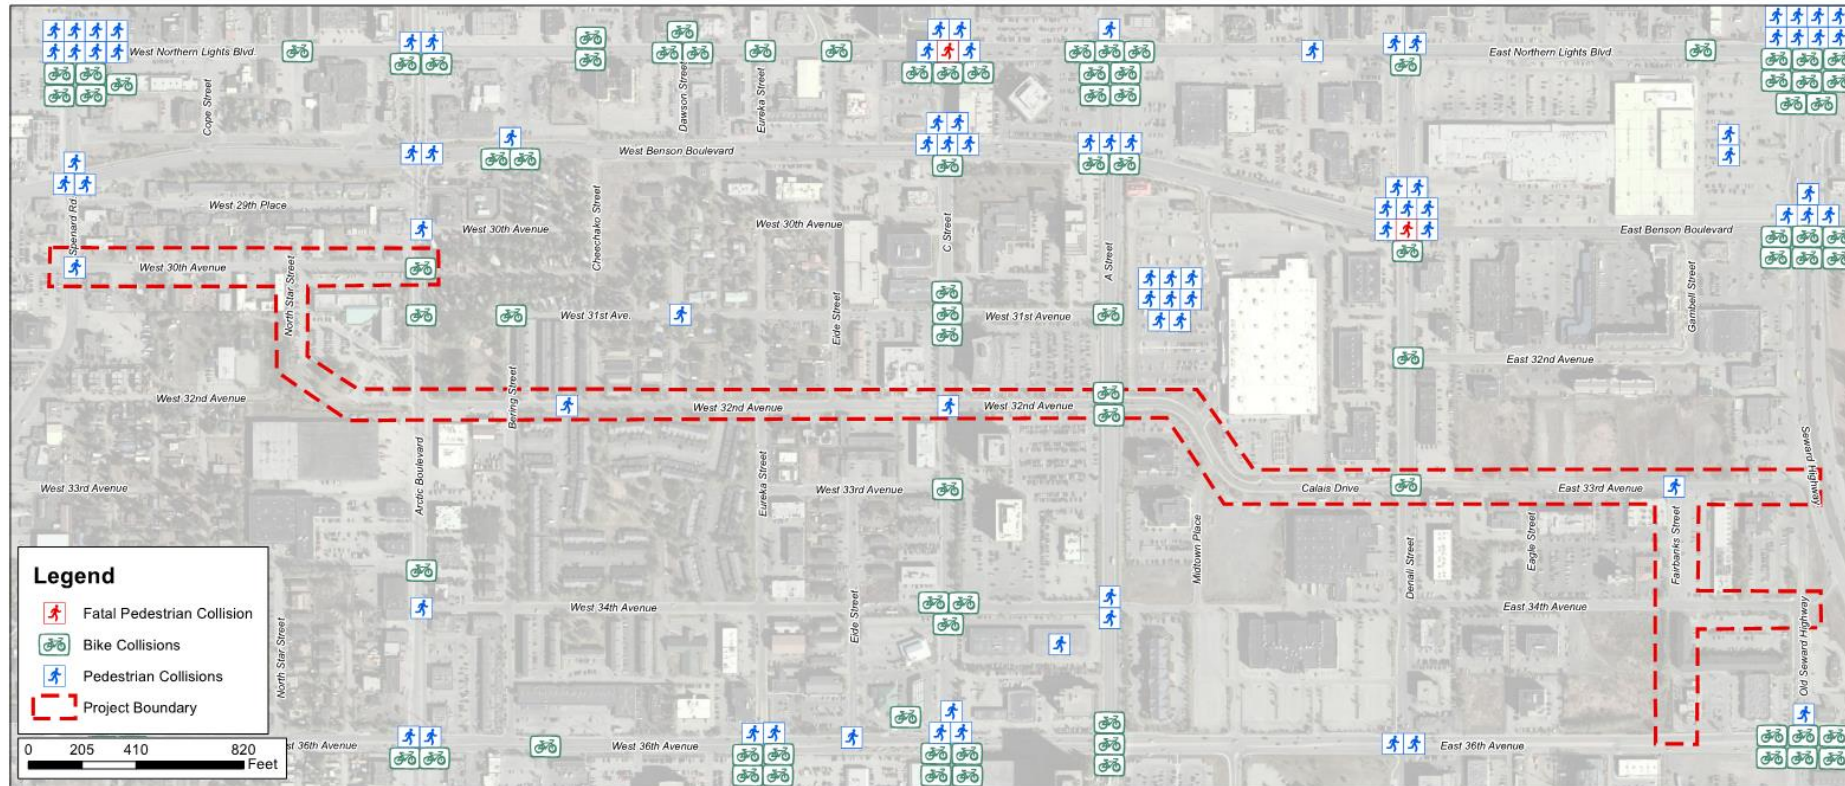 West Northern Lights Blvd.
East Northern Lights Blvd.
Cope Street
Dawson Street
Eureka Street
West Benson Boulevard
Spenard Rd.
West 29th Place
Cheechako Street
West 30th Avenue
West 30th Avenue
C Street
A Street
East Benson Boulevard
West 30th Avenue
North Star Street
Gambell Street
West 31st Ave.
Eide Street
West 31st Avenue
East 32nd Avenue
West 32nd Avenue
Bering Street
West 32nd Avenue
West 32nd Avenue
Seward Highway
Arctic Boulevard
West 33rd Avenue
Eureka Street
West 33rd Avenue
Calais Drive
East 33rd Avenue
Midtown Place
Denali Street
Eagle Street
Fairbanks Street
West 34th Avenue
East 34th Avenue
Eide Street
North Star Street
Old Seward Highway
Legend
Fatal Pedestrian Collision
Bike Collisions
Pedestrian Collisions
Project Boundary
0 205 410 820
Feet
36th Avenue
West 36th Avenue
East 36th Avenue